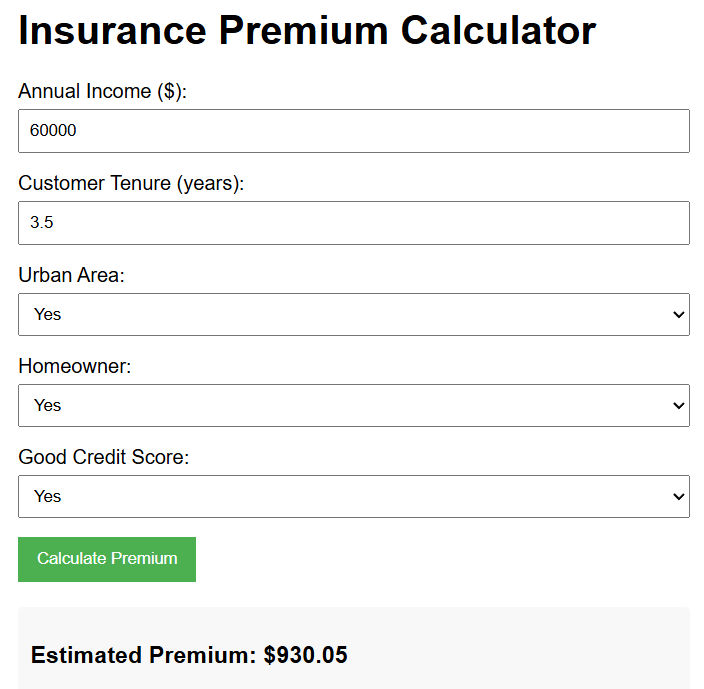 Insurance Premium Calculator
Annual Income ($):
60000
Customer Tenure (years):
3.5
Urban Area:
Yes
Homeowner:
Yes
Good Credit Score:
Yes
Calculate Premium
Estimated Premium: $930.05